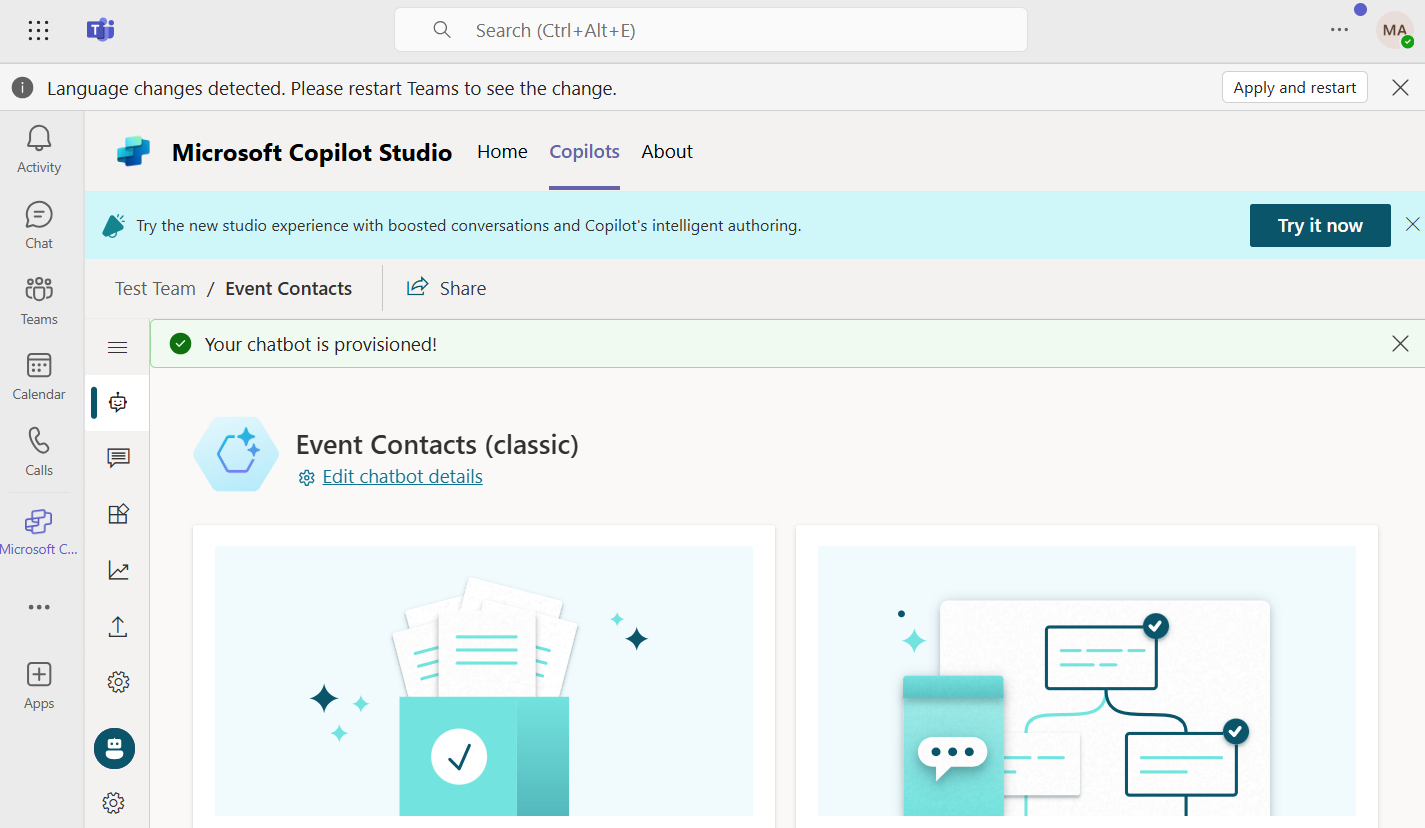 Search (Ctrl+Alt+E)
MA
Language changes detected. Please restart Teams to see the change.
Apply and restart
Activity
Chat
Teams
Calendar
Calls
Microsoft C...
Apps
Microsoft Copilot Studio
Home
Copilots
About
Try the new studio experience with boosted conversations and Copilot's intelligent authoring.
Try it now
Test Team / Event Contacts
Share
Your chatbot is provisioned!
Event Contacts (classic)
Edit chatbot details